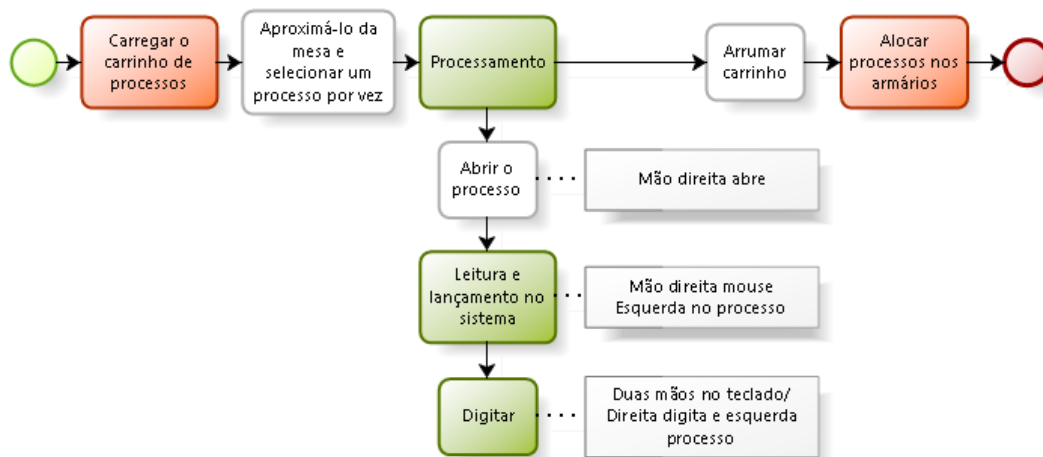 Carregar o
carrinho de
processos
Aproximá-lo da
mesa e
selecionar um
processo por vez
Processamento
Arrumar
carrinho
Alocar
processos nos
armários
Abrir o
processo
Mão direita abre
Leitura e
lançamento no
sistema
Mão direita mouse
Esquerda no processo
Digitar
Duas mãos no teclado/
Direita digita e esquerda
processo